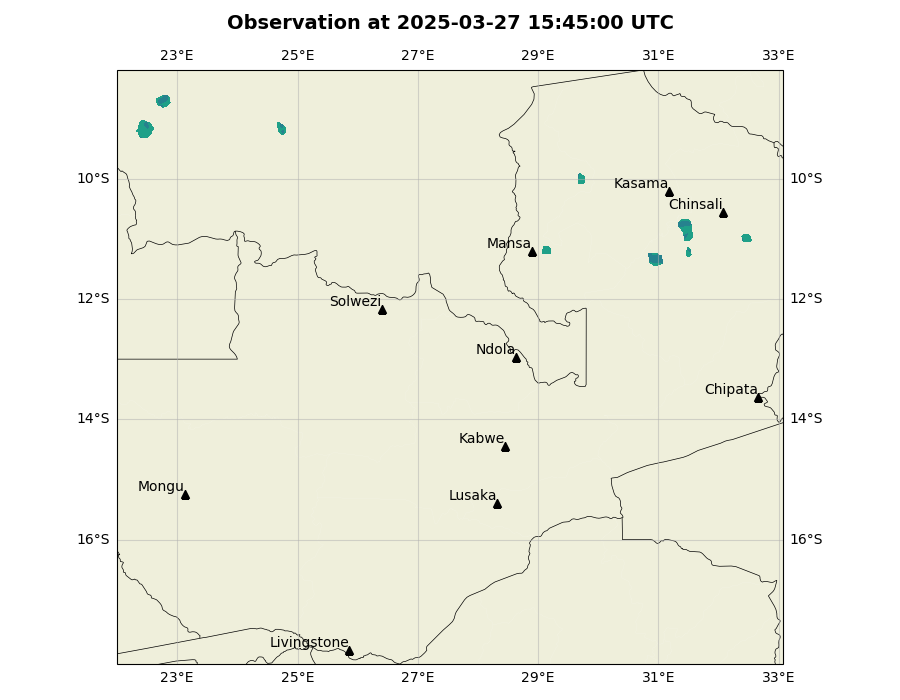 Observation at 2025-03-27 15:45:00 UTC
23°E 25°E 27°E 29°E 31°E 33°E
10°S 10°S
Kasama
Chinsali
Mansa
12°S 12°S
Solwezi
Ndola
Chipata
14°S 14°S
Kabwe
Mongu
Lusaka
16°S 16°S
Livingstone
23°E 25°E 27°E 29°E 31°E 33°E